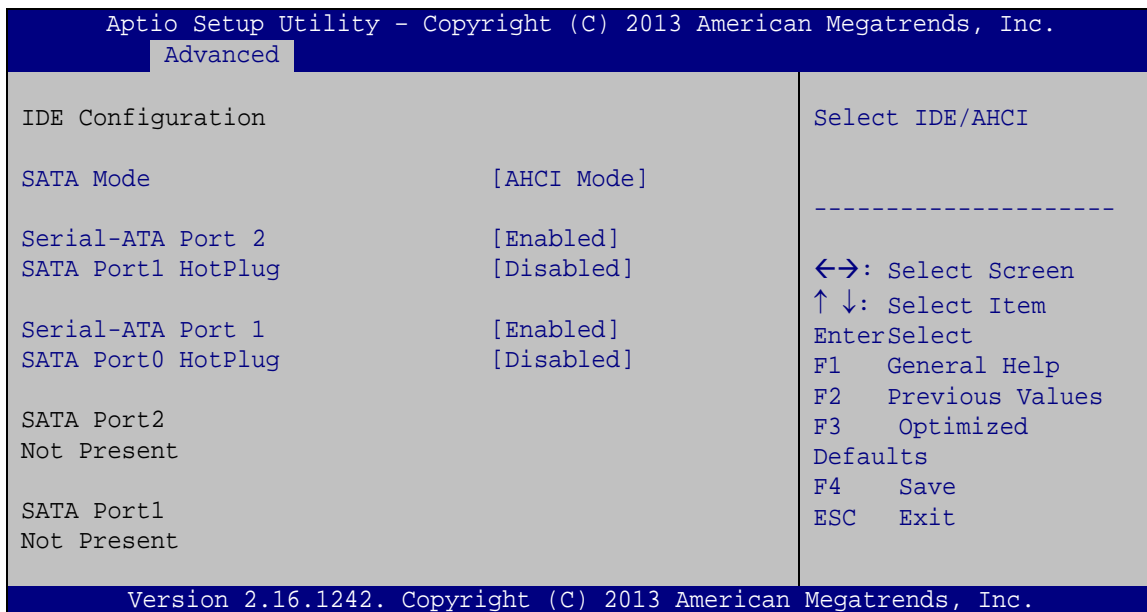 Aptio Setup Utility – Copyright (C) 2013 American Megatrends, Inc.
Advanced
IDE Configuration
SATA Mode [AHCI Mode]
Serial-ATA Port 2 [Enabled]
SATA Port1 HotPlug [Disabled]
Serial-ATA Port 1 [Enabled]
SATA Port0 HotPlug [Disabled]
SATA Port2
Not Present
SATA Port1
Not Present
Select IDE/AHCI
---------------------
←→: Select Screen
↑ ↓: Select Item
EnterSelect
F1 General Help
F2 Previous Values
F3 Optimized
Defaults
F4 Save
ESC Exit
Version 2.16.1242. Copyright (C) 2013 American Megatrends, Inc.